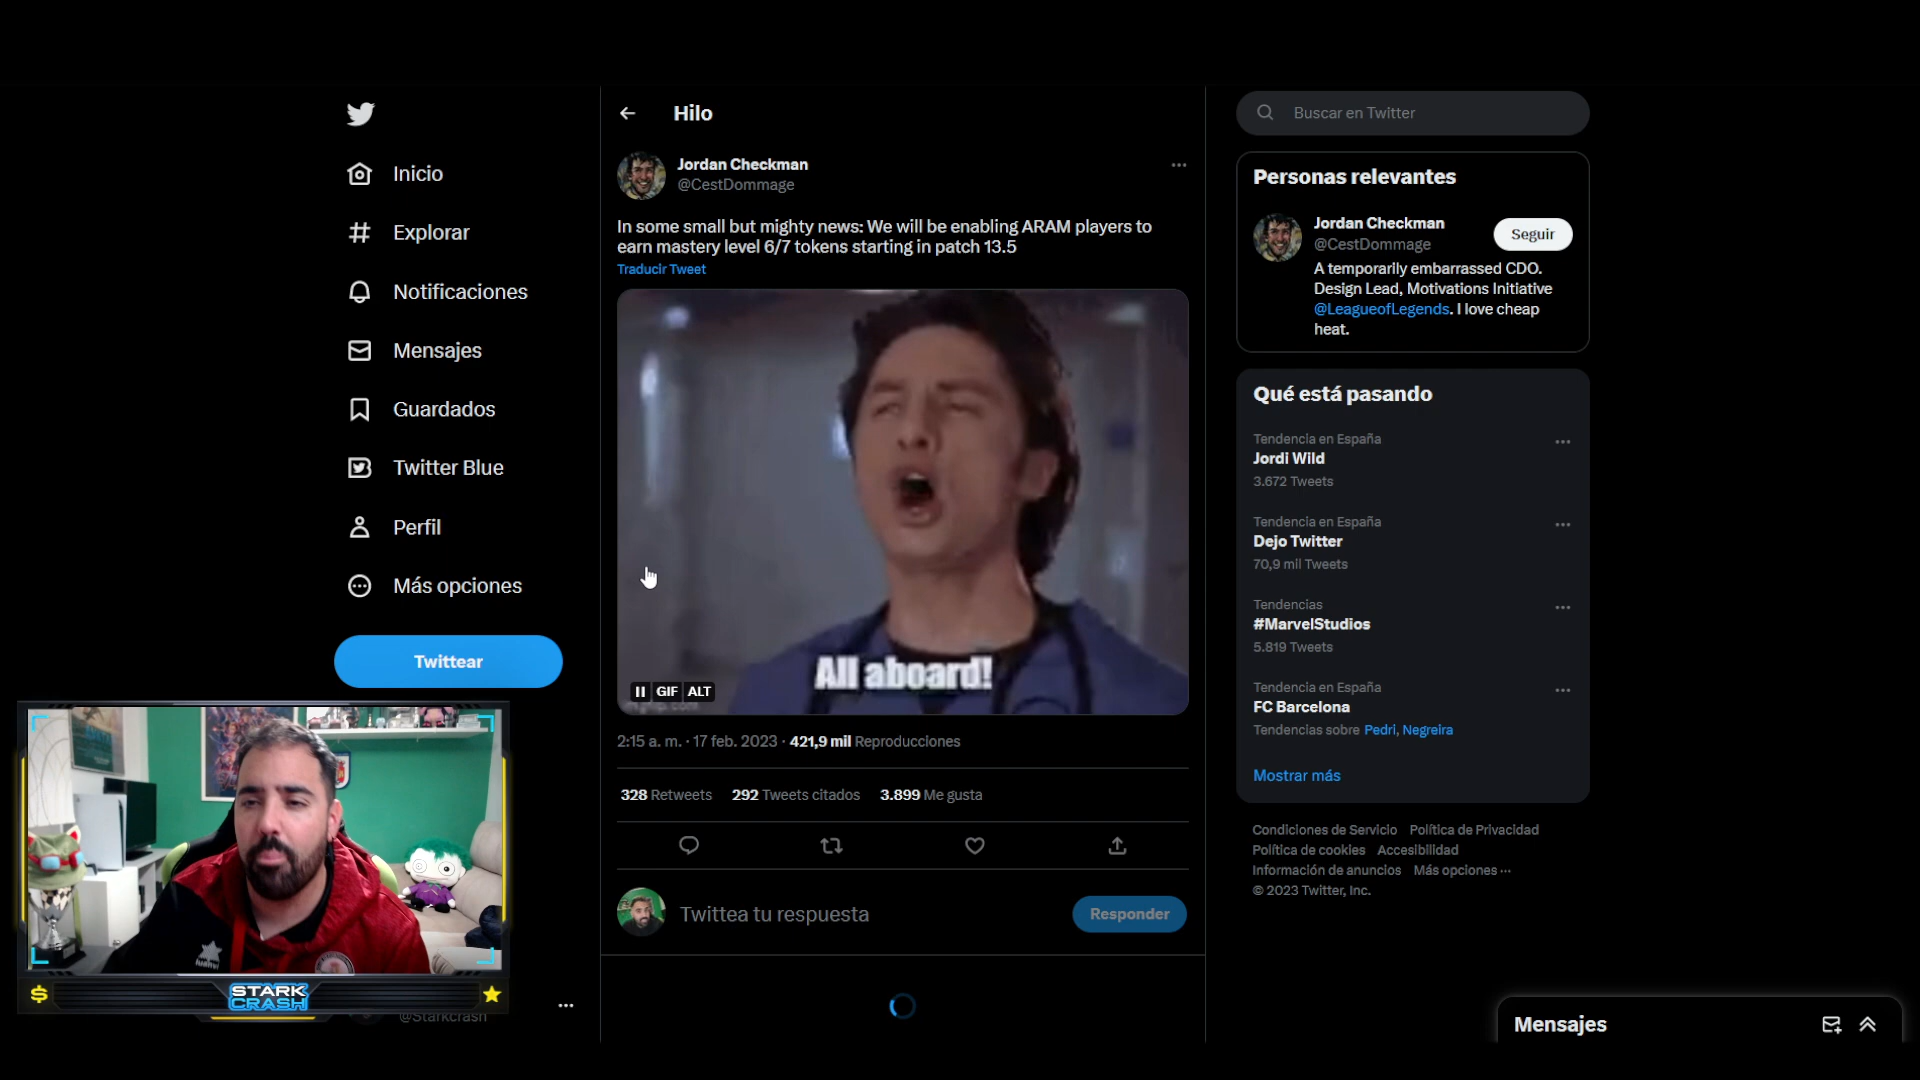 Inicio
Explorar
Notificaciones
Mensajes
Guardados
Twitter Blue
Perfil
Más opciones
Twittear
STARK
CRASH
@Starkcrash
Hilo
Jordan Checkman
@CestDommage
In some small but mighty news: We will be enabling ARAM players to
earn mastery level 6/7 tokens starting in patch 13.5
Traducir Tweet
All aboard!
GIF ALT
2:15 a. m. · 17 feb. 2023 · 421,9 mil Reproducciones
328 Retweets 292 Tweets citados 3.899 Me gusta
Twittea tu respuesta
Responder
Buscar en Twitter
Personas relevantes
Jordan Checkman
@CestDommage
Seguir
A temporarily embarrassed CDO.
Design Lead, Motivations Initiative
@LeagueofLegends. I love cheap
heat.
Qué está pasando
Tendencia en España
Jordi Wild
3.672 Tweets
Tendencia en España
Dejo Twitter
70,9 mil Tweets
Tendencias
#MarvelStudios
5.819 Tweets
Tendencia en España
FC Barcelona
Tendencias sobre Pedri, Negreira
Mostrar más
Condiciones de Servicio Política de Privacidad
Política de cookies Accesibilidad
Información de anuncios Más opciones ···
© 2023 Twitter, Inc.
Mensajes